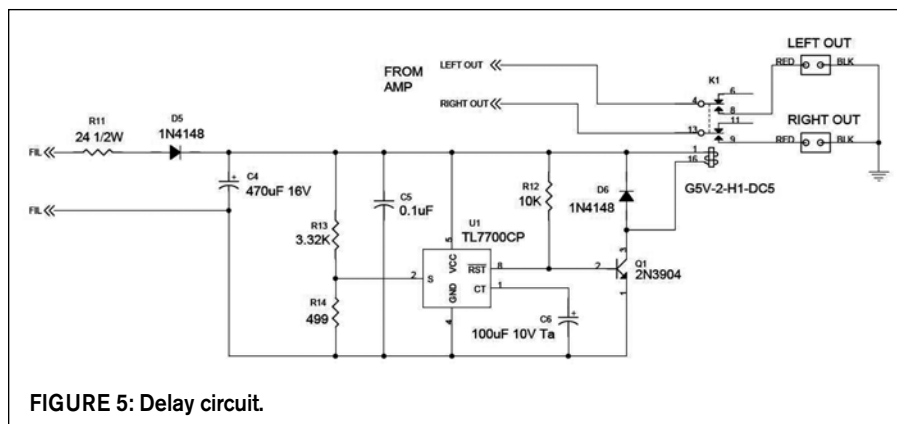 LEFT OUT
RED
BLK
FROM
AMP
LEFT OUT
RIGHT OUT
K1
4
6
8
11
13
9
RIGHT OUT
RED
BLK
R11
24 1/2W
D5
1N4148
FIL
1
16
G5V-2-H1-DC5
+
C4
470uF 16V
C5
0.1uF
R12
10K
D6
1N4148
FIL
R13
3.32K
U1
TL7700CP
5
VCC
2
S
RST
8
2
3
Q1
2N3904
1
CT
1
GND
4
R14
499
C6
+
100uF 10V Ta
FIGURE 5: Delay circuit.